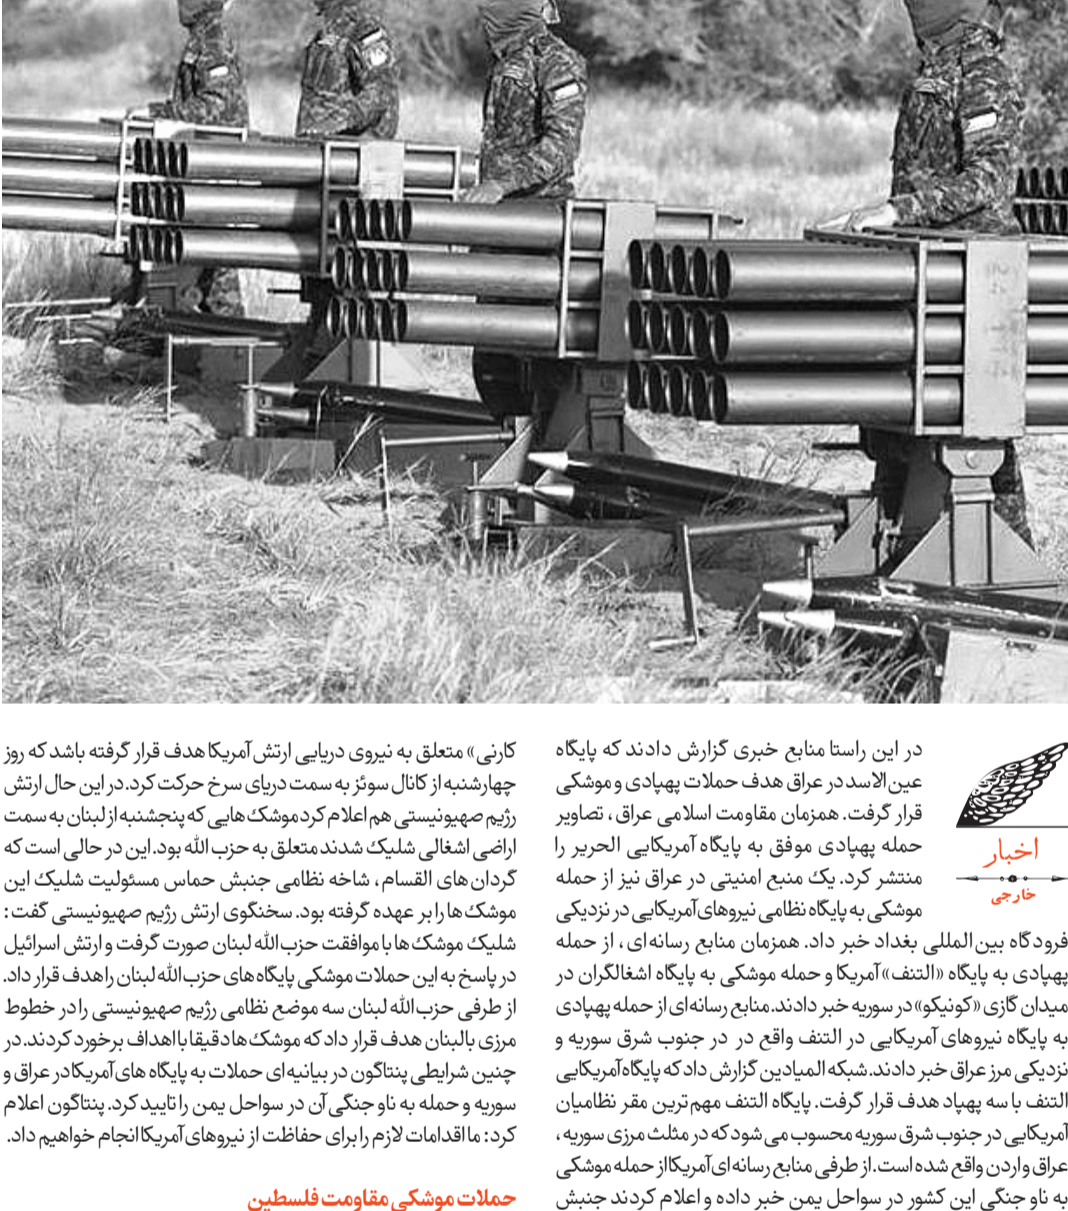 اخبار
خارجی
در این راستا منابع خبری گزارش دادند که پایگاه
عین‌الاسد در عراق هدف حملات پهپادی و موشکی
قرار گرفت. همزمان مقاومت اسلامی عراق، تصاویر
حمله پهپادی موفق به پایگاه آمریکایی الحریر را
منتشر کرد. یک منبع امنیتی در عراق نیز از حمله
موشکی به پایگاه نظامی نیروهای آمریکایی در نزدیکی
فرودگاه بین‌المللی بغداد خبر داد. همزمان منابع رسانه‌ای، از حمله
پهپادی به پایگاه «التنف» آمریکا و حمله موشکی به پایگاه اشغالگران در
میدان گازی «کونیکو» در سوریه خبر دادند. منابع رسانه‌ای از حمله پهپادی
به پایگاه نیروهای آمریکایی در التنف واقع در در جنوب شرق سوریه و
نزدیکی مرز عراق خبر دادند. شبکه المیادین گزارش داد که پایگاه آمریکایی
التنف با سه پهپاد هدف قرار گرفت. پایگاه التنف مهم‌ترین مقر نظامیان
آمریکایی در جنوب شرق سوریه محسوب می شود که در مثلث مرزی سوریه،
عراق و اردن واقع شده است. از طرفی منابع رسانه‌ای آمریکا از حمله موشکی
به ناو جنگی این کشور در سواحل یمن خبر داده و اعلام کردند جنبش
کارنی» متعلق به نیروی دریایی ارتش آمریکا هدف قرار گرفته باشد که روز
چهارشنبه از کانال سوئز به سمت دریای سرخ حرکت کرد. در این حال ارتش
رژیم صهیونیستی هم اعلام کرد موشک هایی که پنجشنبه از لبنان به سمت
اراضی اشغالی شلیک شدند متعلق به حزب الله بود. این در حالی است که
گردان های القسام، شاخه نظامی جنبش حماس مسئولیت شلیک این
موشک ها را بر عهده گرفته بود. سخنگوی ارتش رژیم صهیونیستی گفت:
شلیک موشک ها با موافقت حزب الله لبنان صورت گرفت و ارتش اسرائیل
در پاسخ به این حملات موشکی پایگاه‌های حزب الله لبنان را هدف قرار داد.
از طرفی حزب الله لبنان سه موضع نظامی رژیم صهیونیستی را در خطوط
مرزی با لبنان هدف قرار داد که موشک ها دقیقا با اهداف برخورد کردند. در
چنین شرایطی پنتاگون در بیانیه ای حملات به پایگاه های آمریکا در عراق و
سوریه و حمله به ناو جنگی آن در سواحل یمن را تایید کرد. پنتاگون اعلام
کرد: ما اقدامات لازم را برای حفاظت از نیروهای آمریکا انجام خواهیم داد.
حملات موشکی مقاومت فلسطین